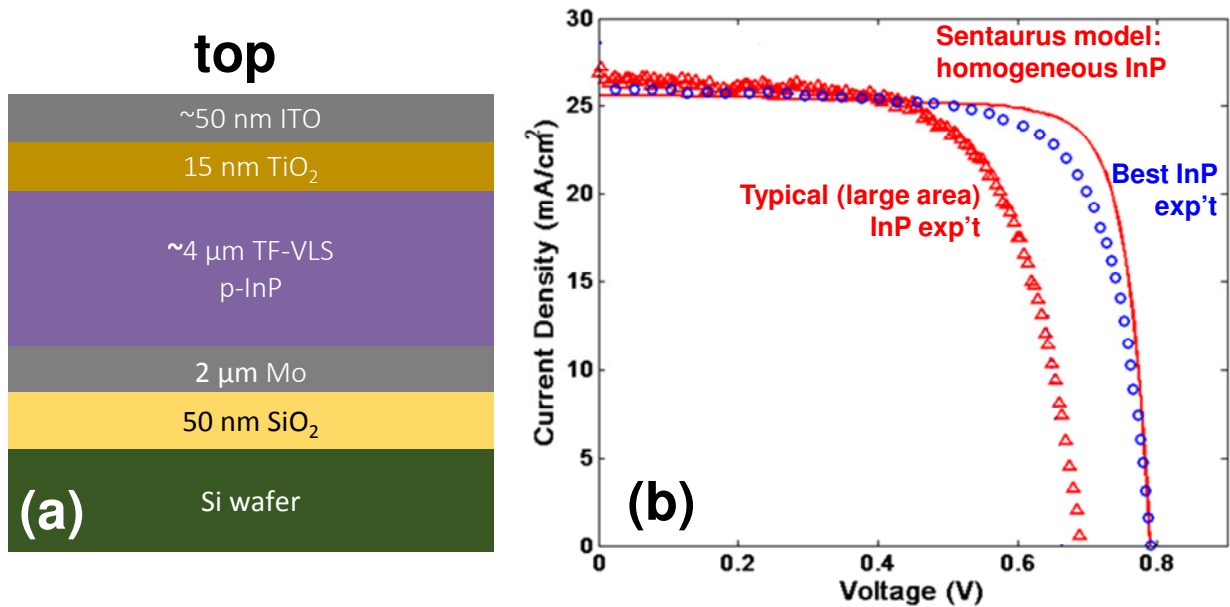 top
~50 nm ITO
15 nm TiO₂
~4 μm TF-VLS
p-InP
2 μm Mo
50 nm SiO₂
Si wafer
(a)
30
25
20
15
10
5
0
Current Density (mA/cm²)
0
0.2
0.4
0.6
0.8
Voltage (V)
Sentaurus model:
homogeneous InP
Typical (large area)
InP exp't
Best InP
exp't
(b)